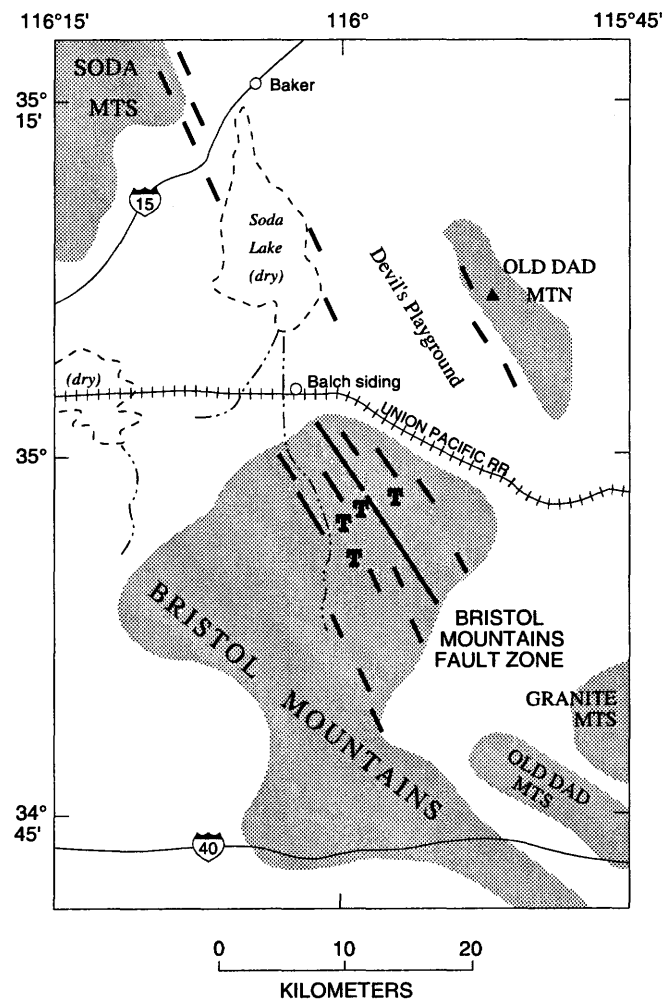 116°15'
116°
115°45'
SODA
MTS
35°
15'
Baker
15
Soda
Lake
(dry)
Devil's Playground
OLD DAD
MTN
(dry)
Balch siding
UNION PACIFIC RR
35°
T
T
T
T
BRISTOL MOUNTAINS
BRISTOL
MOUNTAINS
FAULT ZONE
GRANITE
MTS
OLD DAD
MTS
34°
45'
40
0 10 20
KILOMETERS